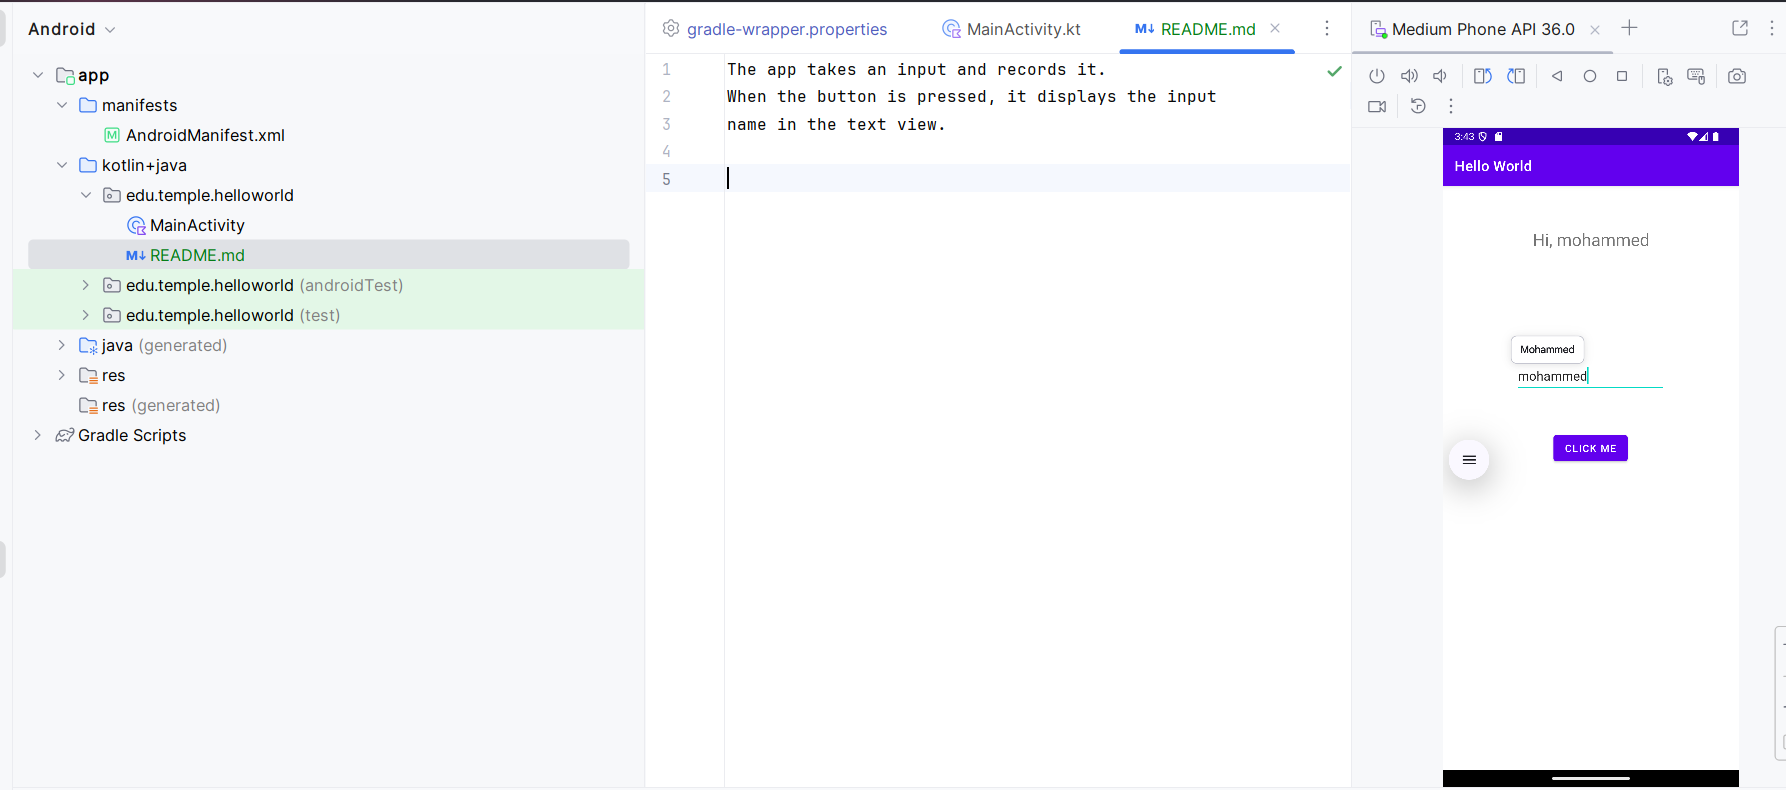 Android
app
manifests
AndroidManifest.xml
kotlin+java
edu.temple.helloworld
MainActivity
README.md
edu.temple.helloworld (androidTest)
edu.temple.helloworld (test)
java (generated)
res
res (generated)
Gradle Scripts
gradle-wrapper.properties MainActivity.kt README.md
1 The app takes an input and records it.
2 When the button is pressed, it displays the input
3 name in the text view.
4
5
Medium Phone API 36.0
3:43
Hello World
Hi, mohammed
Mohammed
mohammed
CLICK ME